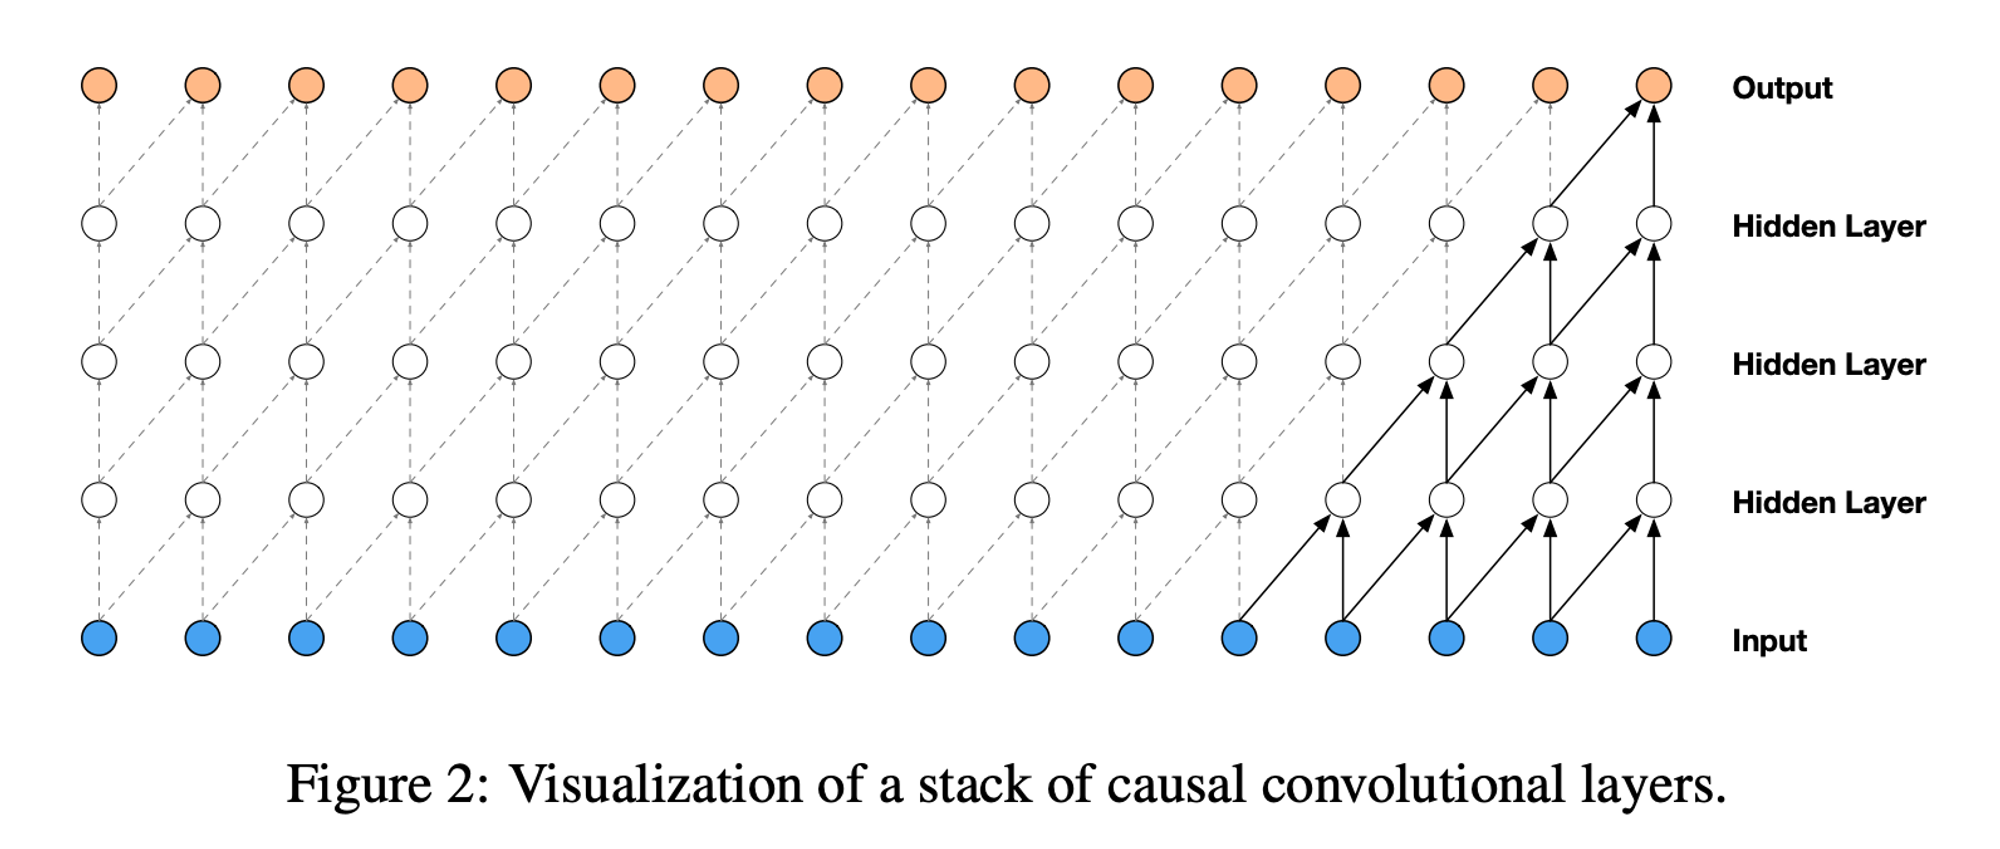 Output
Hidden Layer
Hidden Layer
Hidden Layer
Input
Figure 2: Visualization of a stack of causal convolutional layers.